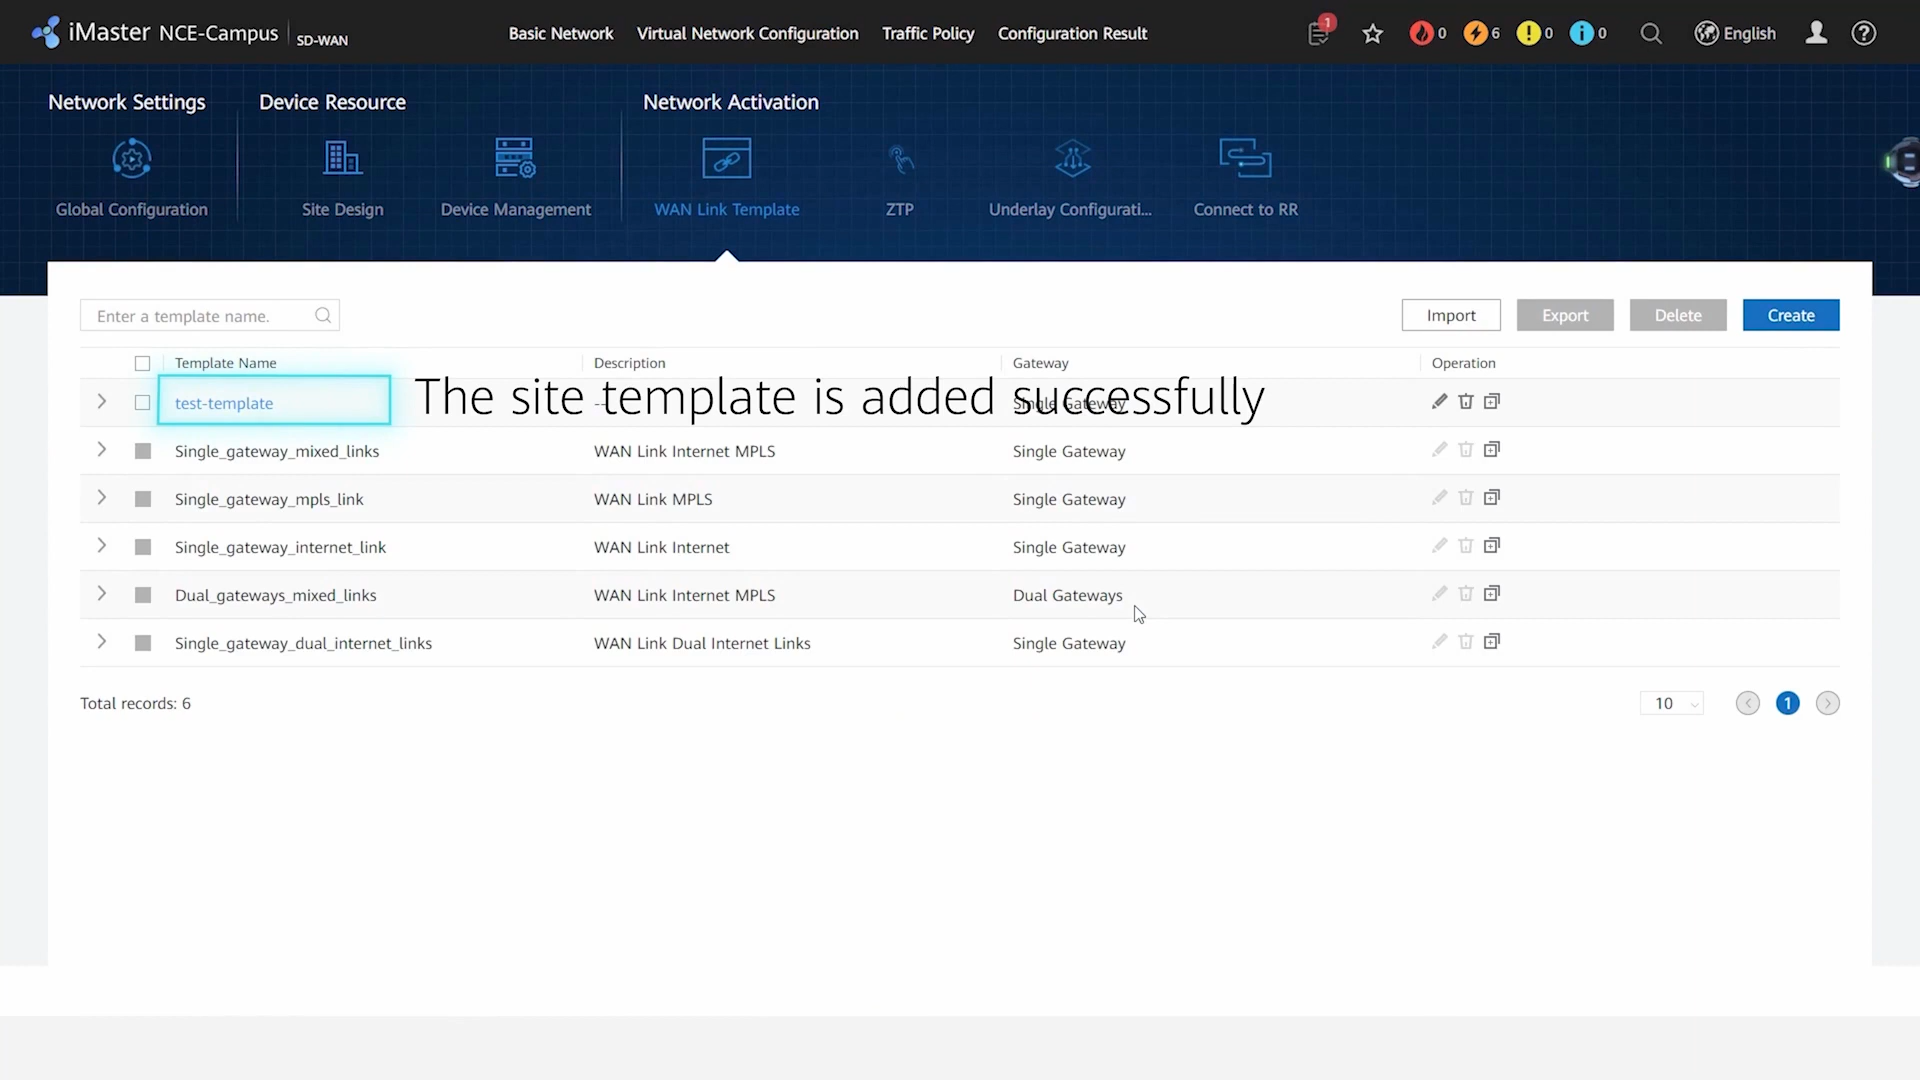 iMaster NCE-Campus SD-WAN Basic Network Virtual Network Configuration Traffic Policy Configuration Result 1 0 6 0 0 English
Network Settings Device Resource Network Activation
Global Configuration Site Design Device Management WAN Link Template ZTP Underlay Configurati... Connect to RR
Enter a template name. Import Export Delete Create
Template Name Description Gateway Operation
test-template -- Single Gateway
The site template is added successfully
Single_gateway_mixed_links WAN Link Internet MPLS Single Gateway
Single_gateway_mpls_link WAN Link MPLS Single Gateway
Single_gateway_internet_link WAN Link Internet Single Gateway
Dual_gateways_mixed_links WAN Link Internet MPLS Dual Gateways
Single_gateway_dual_internet_links WAN Link Dual Internet Links Single Gateway
Total records: 6 10 1